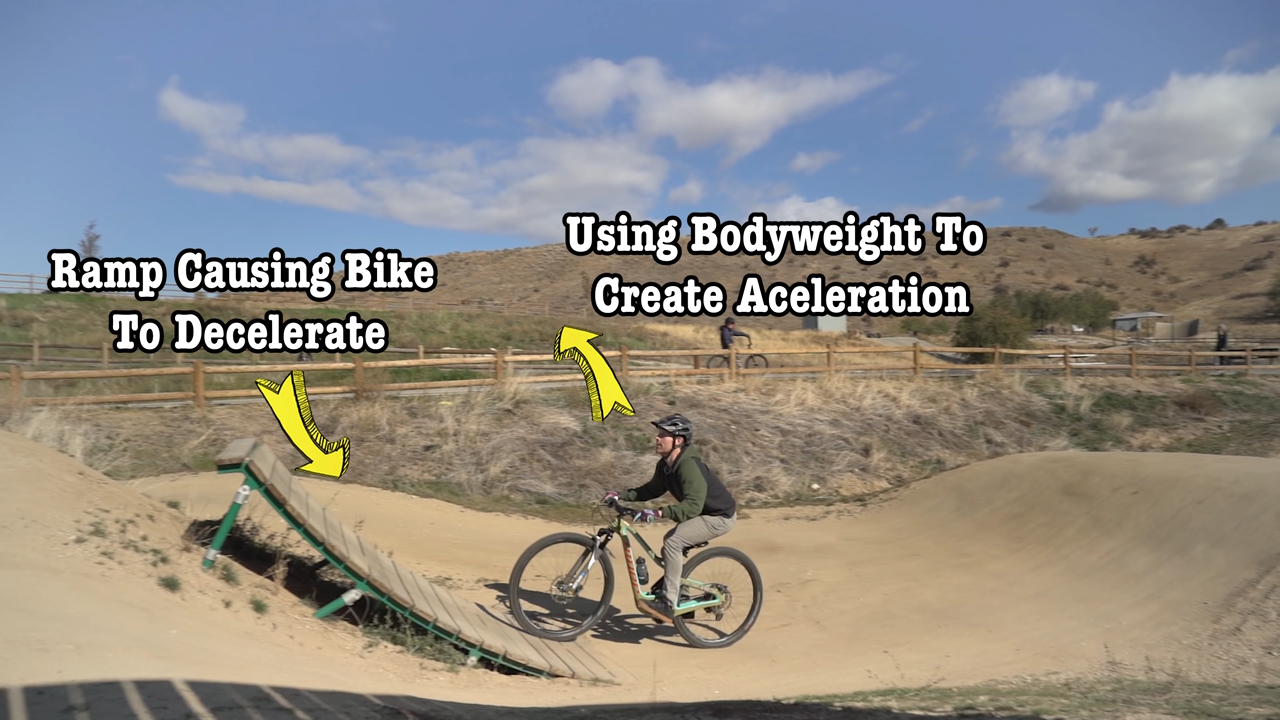 Ramp Causing Bike
To Decelerate
Using Bodyweight To
Create Aceleration